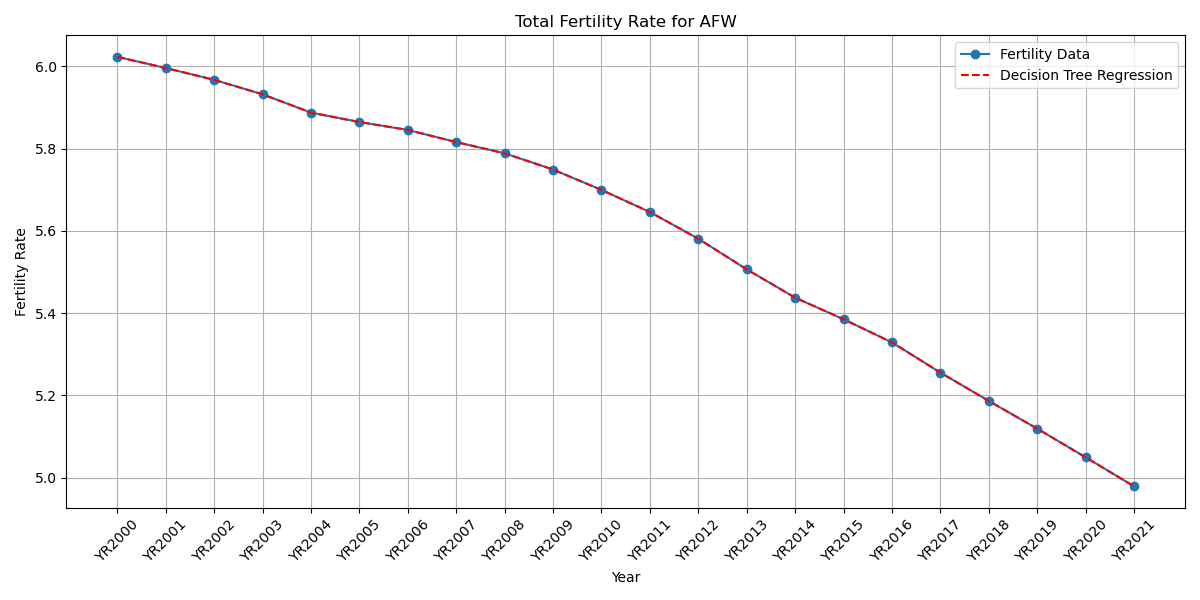 Total Fertility Rate for AFW
Fertility Data
Decision Tree Regression
Fertility Rate
6.0
5.8
5.6
5.4
5.2
5.0
YR2000
YR2001
YR2002
YR2003
YR2004
YR2005
YR2006
YR2007
YR2008
YR2009
YR2010
YR2011
YR2012
YR2013
YR2014
YR2015
YR2016
YR2017
YR2018
YR2019
YR2020
YR2021
Year